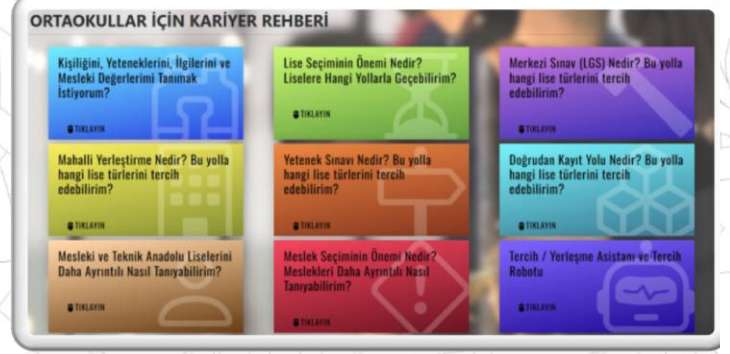 ORTAOKULLAR İÇİN KARİYER REHBERİ
Kişiliğini, Yeteneklerini, İlgilerini ve
Mesleki Değerlerimi Tanımak
İstiyorum?
TIKLAYIN
Lise Seçiminin Önemi Nedir?
Liselere Hangi Yollarla Geçebilirim?
TIKLAYIN
Merkezi Sınav (LGS) Nedir? Bu yolla
hangi lise türlerini tercih
edebilirim?
TIKLAYIN
Mahalli Yerleştirme Nedir? Bu yolla
hangi lise türlerini tercih
edebilirim?
TIKLAYIN
Yetenek Sınavı Nedir? Bu yolla
hangi lise türlerini tercih
edebilirim?
TIKLAYIN
Doğrudan Kayıt Yolu Nedir? Bu yolla
hangi lise türlerini tercih
edebilirim?
TIKLAYIN
Mesleki ve Teknik Anadolu Liselerini
Daha Ayrıntılı Nasıl Tanıyabilirim?
TIKLAYIN
Meslek Seçiminin Önemi Nedir?
Meslekleri Daha Ayrıntılı Nasıl
Tanıyabilirim?
TIKLAYIN
Tercih / Yerleşme Asistanı ve Tercih
Robotu
TIKLAYIN